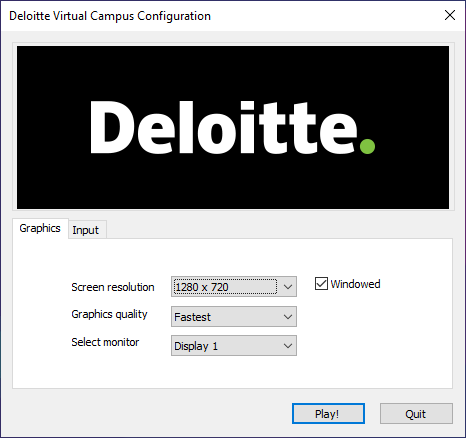 Deloitte Virtual Campus Configuration
Deloitte.
Graphics
Input
Screen resolution
1280 x 720
Windowed
Graphics quality
Fastest
Select monitor
Display 1
Play!
Quit